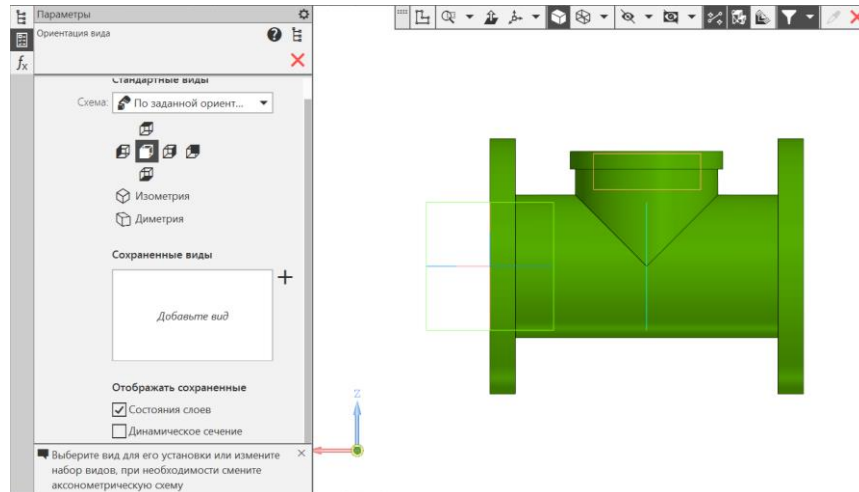 Параметры
Ориентация вида
?
fx
Стандартные виды
Схема: По заданной ориент...
Изометрия
Диметрия
Сохраненные виды
Добавьте вид
Отображать сохраненные
Состояния слоев
Динамическое сечение
Выберите вид для его установки или измените
набор видов, при необходимости смените
аксонометрическую схему
Z